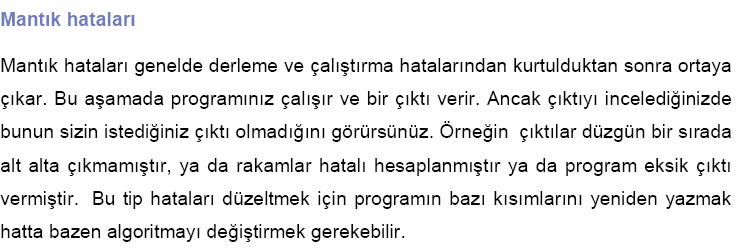 Mantık hataları
Mantık hataları genelde derleme ve çalıştırma hatalarından kurtulduktan sonra ortaya
çıkar. Bu aşamada programınız çalışır ve bir çıktı verir. Ancak çıktıyı incelediğinizde
bunun sizin istediğiniz çıktı olmadığını görürsünüz. Örneğin çıktılar düzgün bir sırada
alt alta çıkmamıştır, ya da rakamlar hatalı hesaplanmıştır ya da program eksik çıktı
vermiştir. Bu tip hataları düzeltmek için programın bazı kısımlarını yeniden yazmak
hatta bazen algoritmayı değiştirmek gerekebilir.